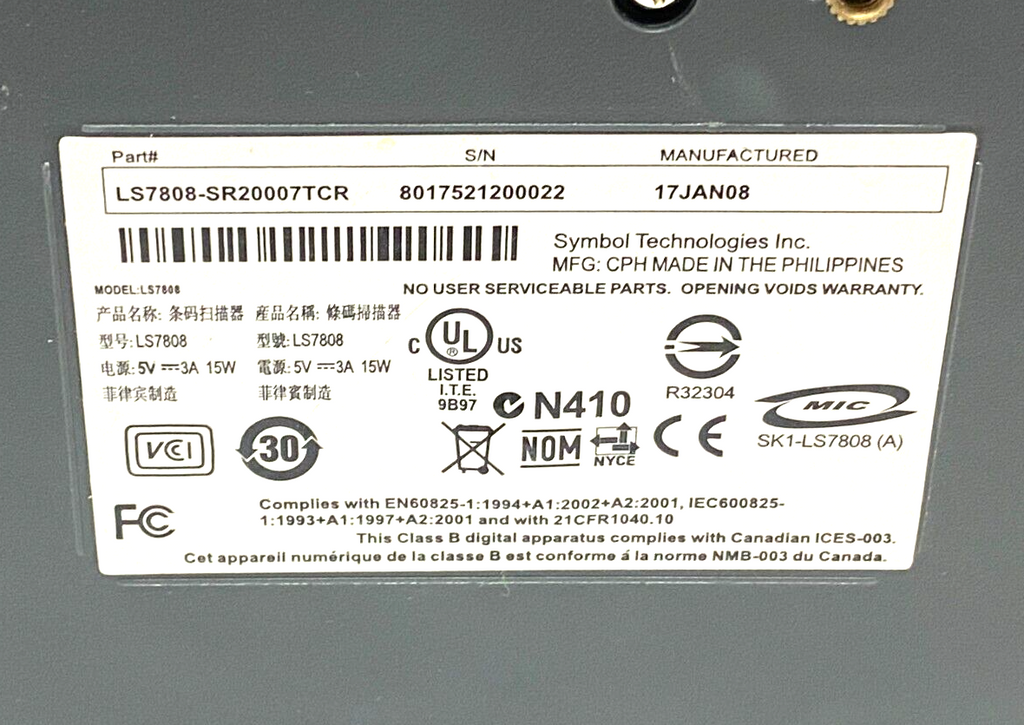 Part# S/N MANUFACTURED
LS7808-SR20007TCR 8017521200022 17JAN08
Symbol Technologies Inc.
MFG: CPH MADE IN THE PHILIPPINES
MODEL:LS7808
NO USER SERVICEABLE PARTS. OPENING VOIDS WARRANTY.
产品名称: 条码扫描器 產品名稱: 條碼掃描器
型号: LS7808 型號: LS7808
电源: 5V ⎓3A 15W 電源: 5V ⎓3A 15W
菲律宾制造 菲律賓制造
C UL ® US
LISTED
I.T.E.
9B97
N410
R32304
MIC
SK1-LS7808 (A)
VCCI 30 NOM NYCE CE
FCC
Complies with EN60825-1:1994+A1:2002+A2:2001, IEC600825-
1:1993+A1:1997+A2:2001 and with 21CFR1040.10
This Class B digital apparatus complies with Canadian ICES-003.
Cet appareil numérique de la classe B est conforme á la norme NMB-003 du Canada.